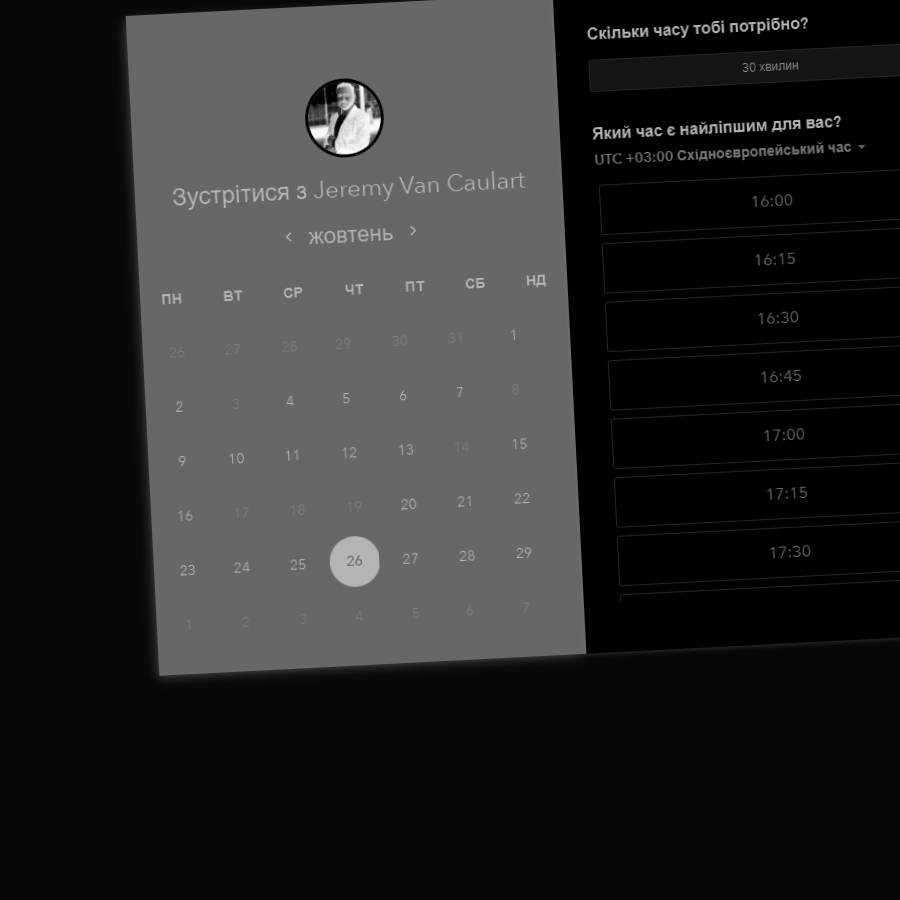 Зустрітися з Jeremy Van Caulart
жовтень
ПН ВТ СР ЧТ ПТ СБ НД
26 27 28 29 30 31 1
2 3 4 5 6 7 8
9 10 11 12 13 14 15
16 17 18 19 20 21 22
23 24 25 26 27 28 29
1 2 3 4 5 6 7
Скільки часу тобі потрібно?
30 хвилин
Який час є найліпшим для вас?
UTC +03:00 Східноєвропейський час
16:00
16:15
16:30
16:45
17:00
17:15
17:30